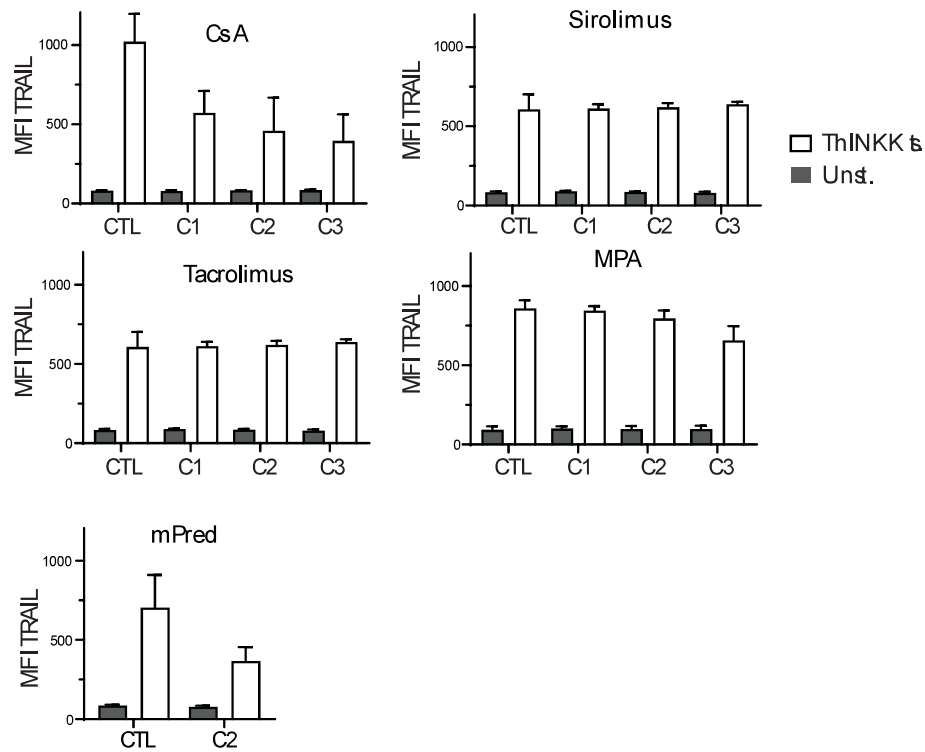 CsA
MFI TRAIL
1000
500
0
CTL C1 C2 C3
Sirolimus
MFI TRAIL
1000
500
0
CTL C1 C2 C3
ThINKK ts.
Unst.
Tacrolimus
MFI TRAIL
1000
500
0
CTL C1 C2 C3
MPA
MFI TRAIL
1000
500
0
CTL C1 C2 C3
mPred
MFI TRAIL
1000
500
0
CTL C2